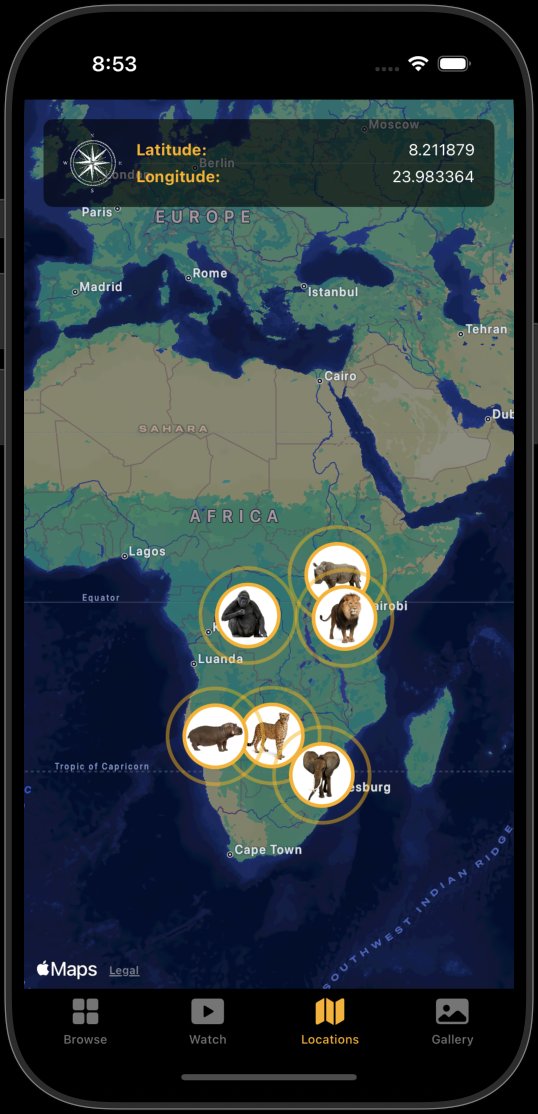 8:53
Moscow
Latitude: 8.211879
Berlin
London
Longitude: 23.983364
Paris
EUROPE
Rome
Madrid
Istanbul
Tehran
Cairo
Dub
SAHARA
AFRICA
Lagos
Equator
airobi
K
Luanda
Tropic of Capricorn
esburg
C
SOUTHWEST INDIAN RIDGE
Cape Town
Maps Legal
Browse Watch Locations Gallery